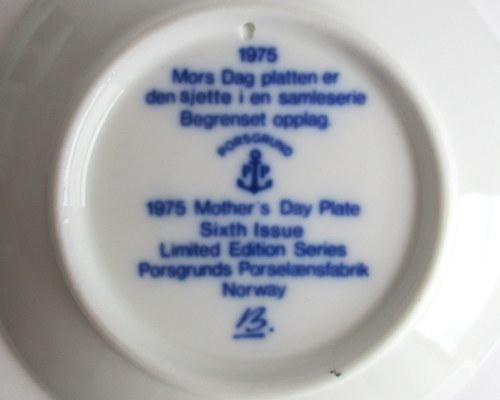 1975
Mors Dag platten er
den sjette i en samleserie
Begrenset opplag.
PORSGRUND
P P
1975 Mother's Day Plate
Sixth Issue
Limited Edition Series
Porsgrunds Porselænsfabrik
Norway
B.